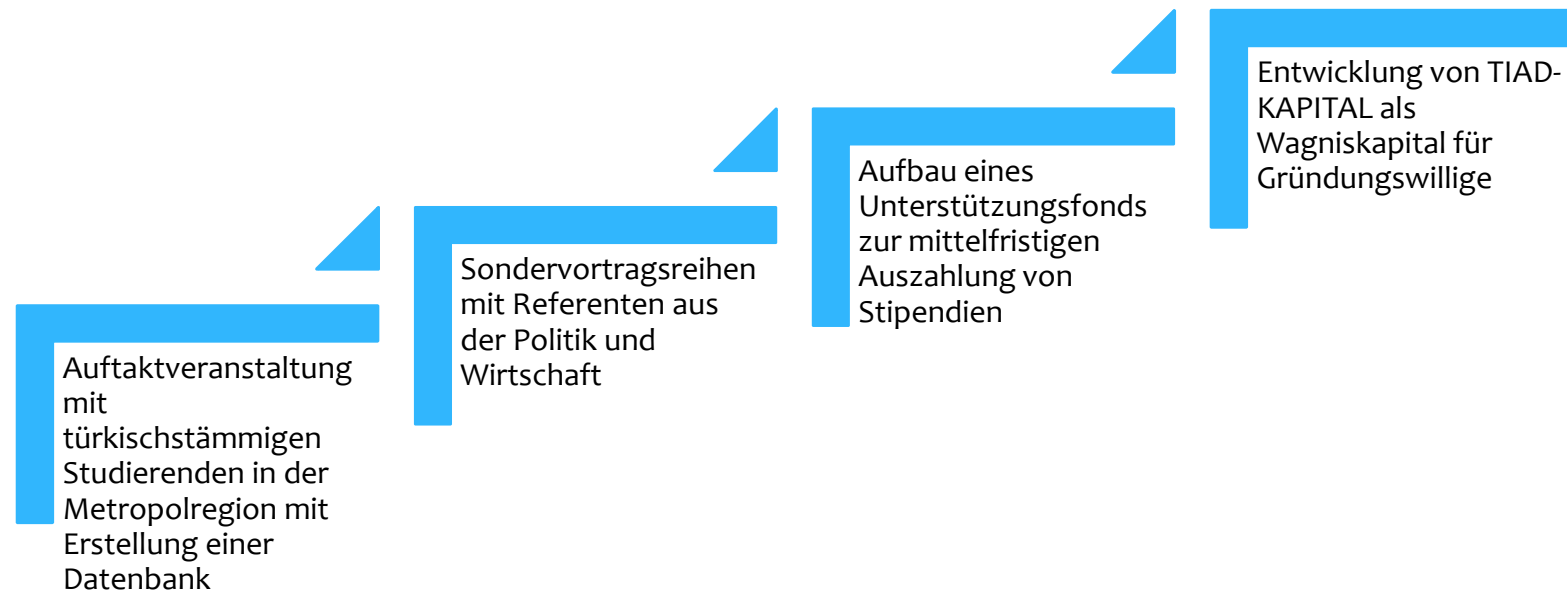 Auftaktveranstaltung
mit
türkischstämmigen
Studierenden in der
Metropolregion mit
Erstellung einer
Datenbank
Sondervortragsreihen
mit Referenten aus
der Politik und
Wirtschaft
Aufbau eines
Unterstützungsfonds
zur mittelfristigen
Auszahlung von
Stipendien
Entwicklung von TIAD-
KAPITAL als
Wagniskapital für
Gründungswillige